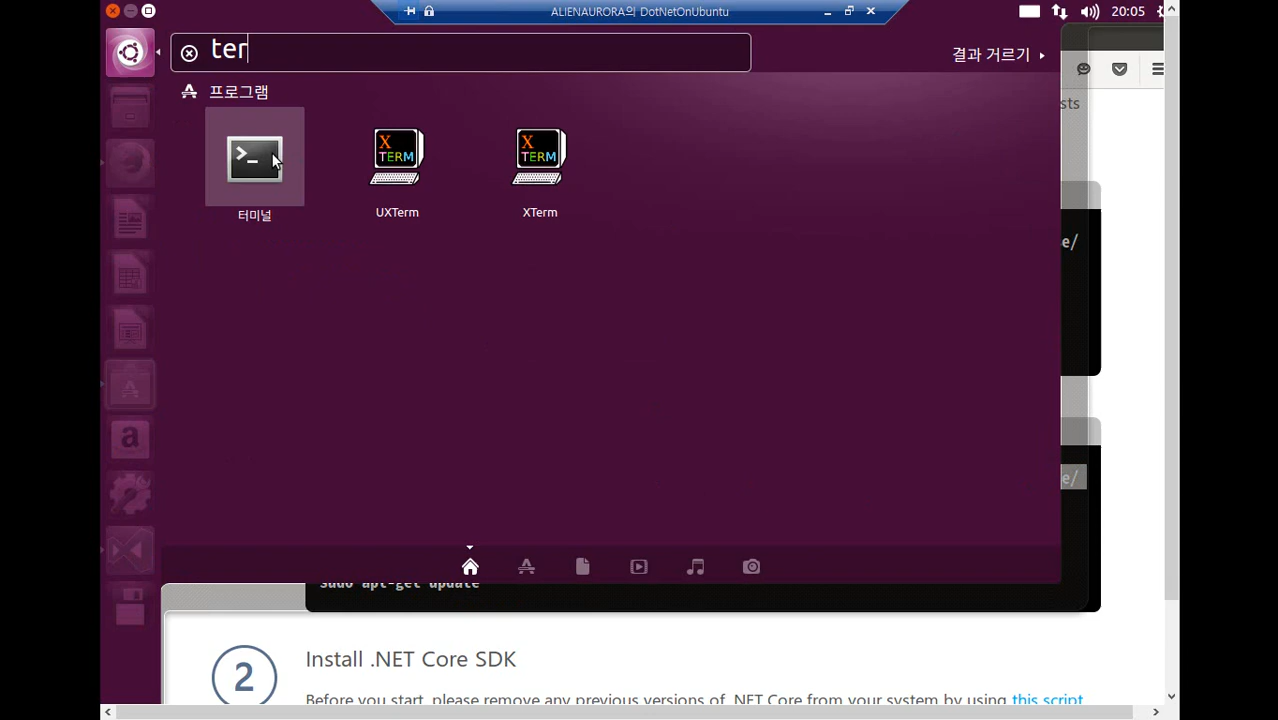 ALIENAURORA의 DotNetOnUbuntu
20:05
ter
결과 거르기
프로그램
sts
X TERM
X TERM
터미널
UXTerm
XTerm
e/
e/
sudo apt-get update
2
Install .NET Core SDK
Before you start, please remove any previous versions of .NET Core from your system by using this script